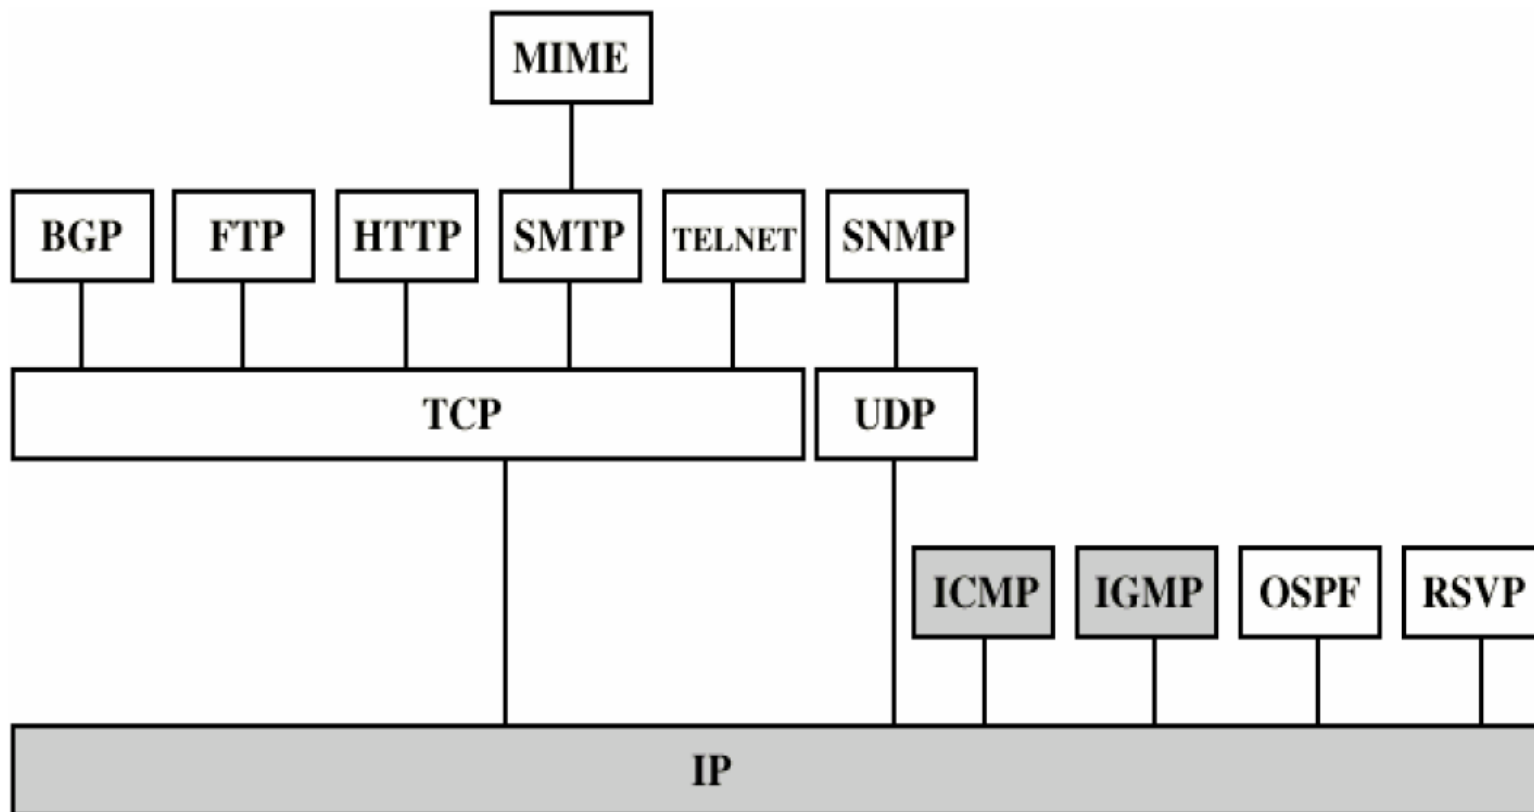 MIME
BGP FTP HTTP SMTP TELNET SNMP
TCP UDP
ICMP IGMP OSPF RSVP
IP